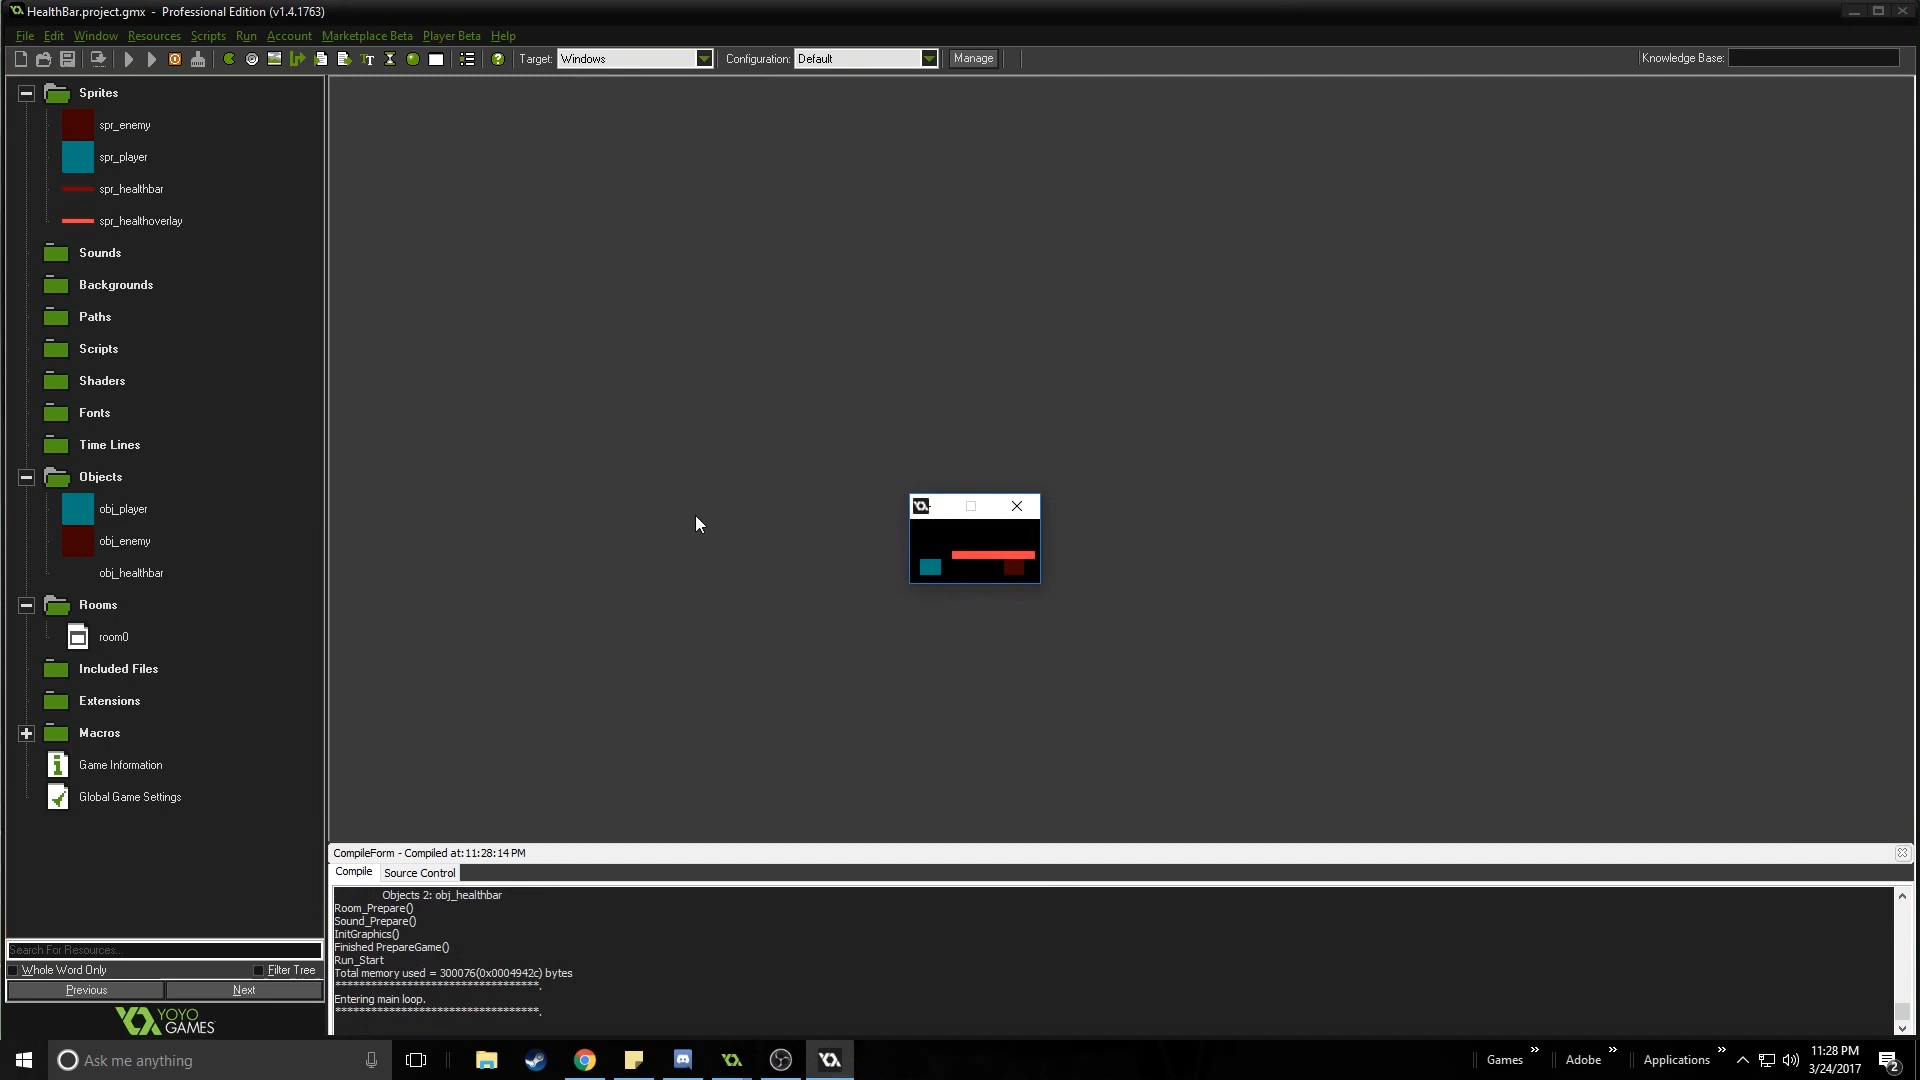 HealthBar.project.gmx  -  Professional Edition (v1.4.1763)
File Edit Window Resources Scripts Run Account Marketplace Beta Player Beta Help
Target: Windows Configuration: Default Manage Knowledge Base:
Sprites
spr_enemy
spr_player
spr_healthbar
spr_healthoverlay
Sounds
Backgrounds
Paths
Scripts
Shaders
Fonts
Time Lines
Objects
obj_player
obj_enemy
obj_healthbar
Rooms
room0
Included Files
Extensions
Macros
Game Information
Global Game Settings
Search For Resources...
Whole Word Only Filter Tree
Previous Next
YOYO
GAMES
CompileForm - Compiled at:11:28:14 PM
Compile Source Control
Objects 2: obj_healthbar
Room_Prepare()
Sound_Prepare()
InitGraphics()
Finished PrepareGame()
Run_Start
Total memory used = 300076(0x0004942c) bytes
**********************************.
Entering main loop.
**********************************.
Ask me anything
Games » Adobe » Applications »
11:28 PM
3/24/2017
2